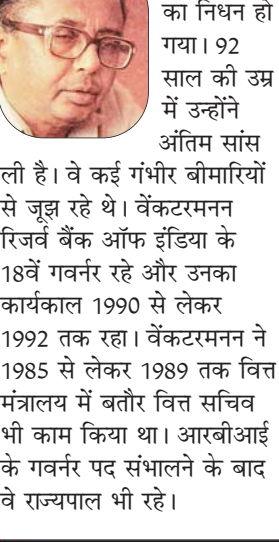 का निधन हो
गया। 92
साल की उम्र
में उन्होंने
अंतिम सांस
ली है। वे कई गंभीर बीमारियों
से जूझ रहे थे। वेंकटरमनन
रिजर्व बैंक ऑफ इंडिया के
18वें गवर्नर रहे और उनका
कार्यकाल 1990 से लेकर
1992 तक रहा। वेंकटरमनन ने
1985 से लेकर 1989 तक वित्त
मंत्रालय में बतौर वित्त सचिव
भी काम किया था। आरबीआई
के गवर्नर पद संभालने के बाद
वे राज्यपाल भी रहे।